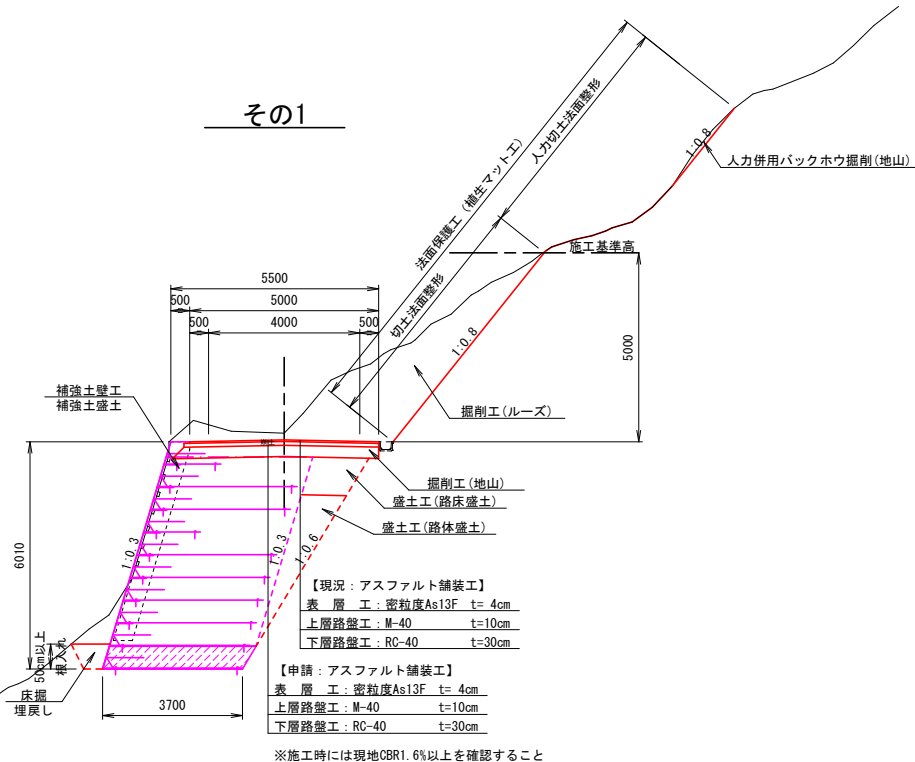 その1
法面保護工（植生マット工）
人力切土法面整形
切土法面整形
1:0.8
人力併用バックホウ掘削(地山)
施工基準高
1:0.8
5000
5500
500
5000
500
4000
500
補強土壁工
補強土盛土
掘削工(ルーズ)
掘削工(地山)
盛土工(路床盛土)
盛土工(路体盛土)
6010
1:0.3
1:0.3
1:0.6
50cm以上
根入れ
床掘
埋戻し
3700
【現況：アスファルト舗装工】
表　層　工：密粒度As13F　t= 4cm
上層路盤工：M-40　t=10cm
下層路盤工：RC-40　t=30cm
【申請：アスファルト舗装工】
表　層　工：密粒度As13F　t= 4cm
上層路盤工：M-40　t=10cm
下層路盤工：RC-40　t=30cm
※施工時には現地CBR1.6%以上を確認すること